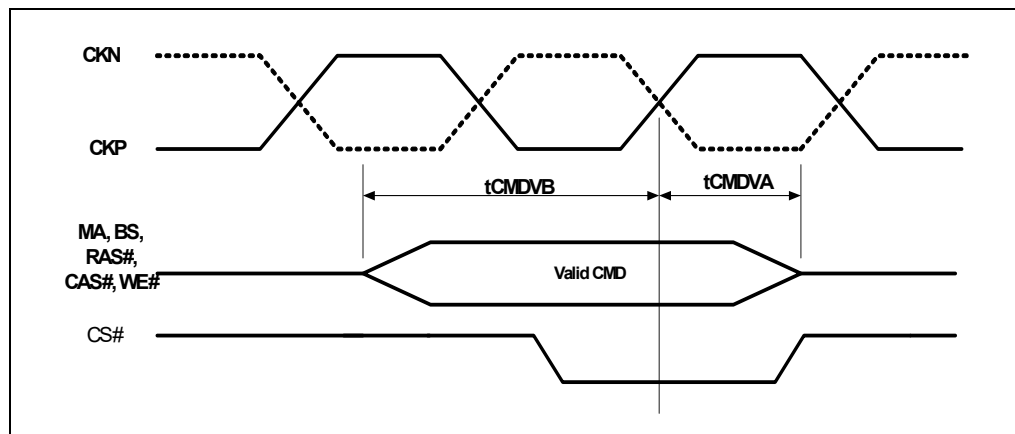 CKN
CKP
tCMDVB
tCMDVA
MA, BS,
RAS#,
CAS#, WE#
Valid CMD
CS#